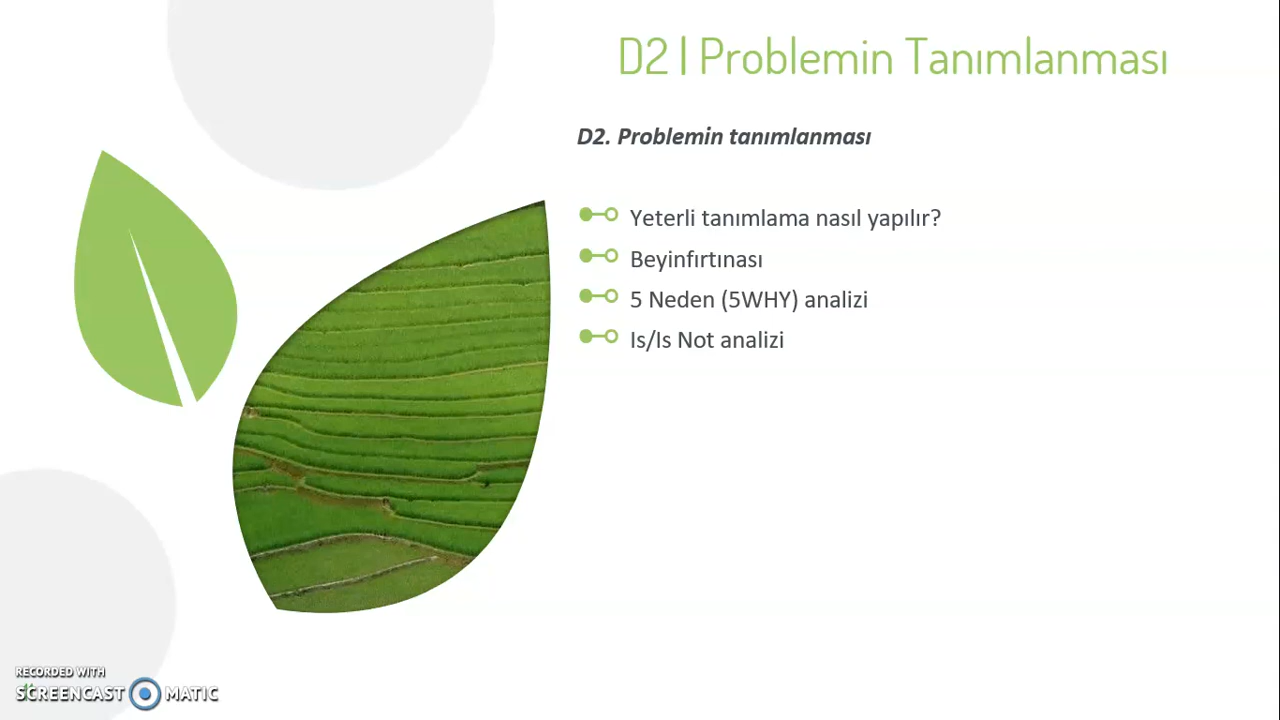 D2 | Problemin Tanımlanması
D2. Problemin tanımlanması
Yeterli tanımlama nasıl yapılır?
Beyinfırtınası
5 Neden (5WHY) analizi
Is/Is Not analizi
RECORDED WITH
SCREENCAST MATIC